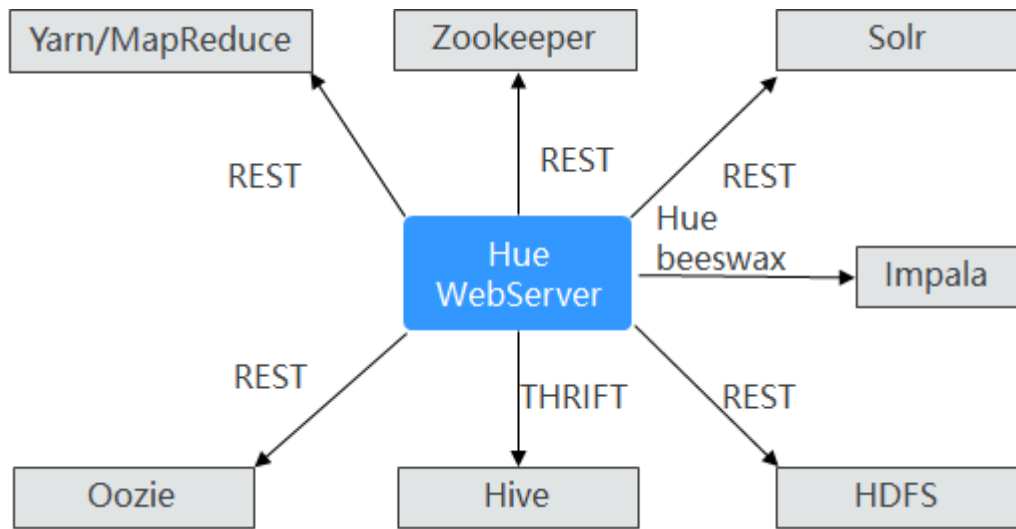 Yarn/MapReduce
Zookeeper
Solr
REST
REST
REST
Hue
beeswax
Hue
WebServer
Impala
REST
THRIFT
REST
Oozie
Hive
HDFS